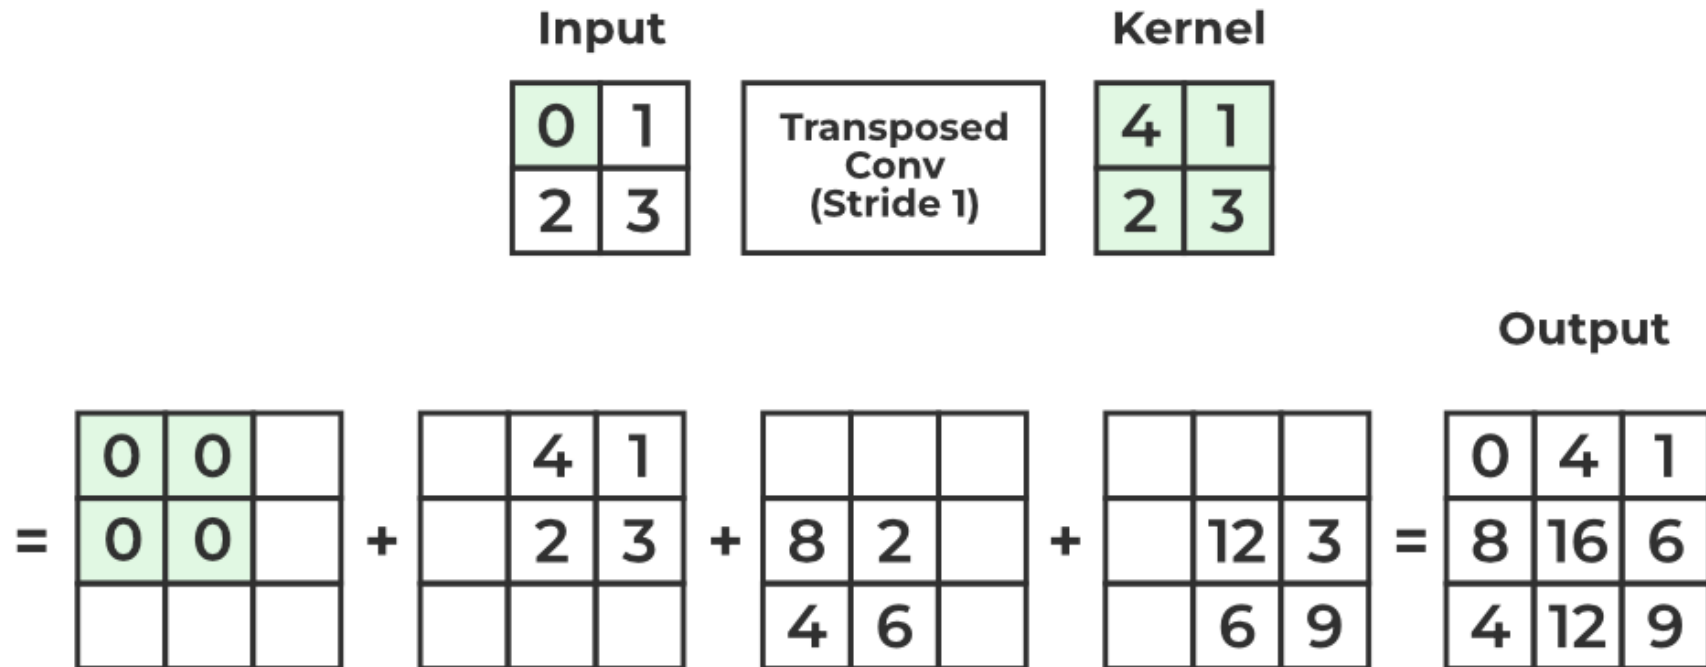 Input Kernel
0 1 Transposed 4 1
Conv
2 3 (Stride 1) 2 3
Output
0 0 4 1 0 4 1
= 0 0 + 2 3 + 8 2 + 12 3 = 8 16 6
4 6 6 9 4 12 9